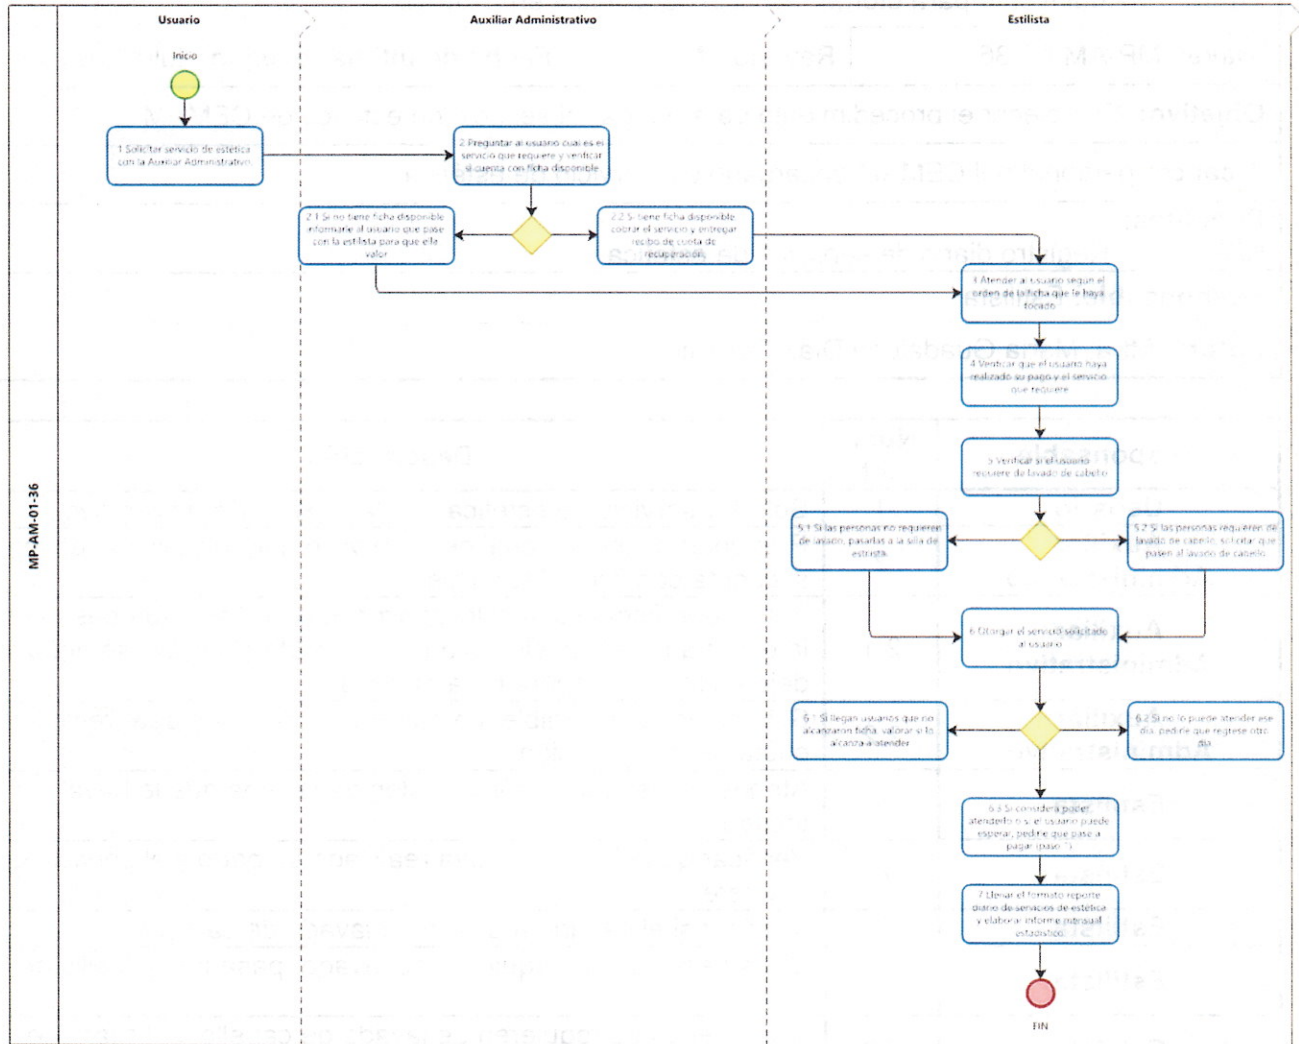 Usuario
Auxiliar Administrativo
Estilista
MP-AM-01-36
Inicio
1 Solicitar servicio de estética
con la Auxiliar Administrativo.
2 Preguntar al usuario cual es el
servicio que requiere y verificar
si cuenta con ficha disponible
2.1 Si no tiene ficha disponible
informarle al usuario que pase
con la estilista para que ella
valor
2.2 Si tiene ficha disponible
cobrar el servicio y entregar
recibo de cuota de
recuperación.
Atender al usuario según el
orden de la ficha que le haya
tocado
4 Verificar que el usuario haya
realizado su pago y el servicio
que requiere
5 Verificar si el usuario
requiere de lavado de cabello
5.1 Si las personas no requieren
de lavado, pasarlas a la silla de
estilista.
5.2 Si las personas requieren de
lavado de cabello, solicitar que
pasen al lavado de cabello
6 Otorgar el servicio solicitado
al usuario
6 Si llegan usuarios que no
alcanzaron ficha, valorar si lo
alcanza a atender
6.2 Si no lo puede atender ese
día, pedirle que regrese otro
día
6.3 Si considera poder
atenderlo o si el usuario puede
esperar, pedirle que pase a
pagar (paso
7 Llenar el formato reporte
diario de servicios de estética
y elaborar informe mensual
estadístico.
FIN